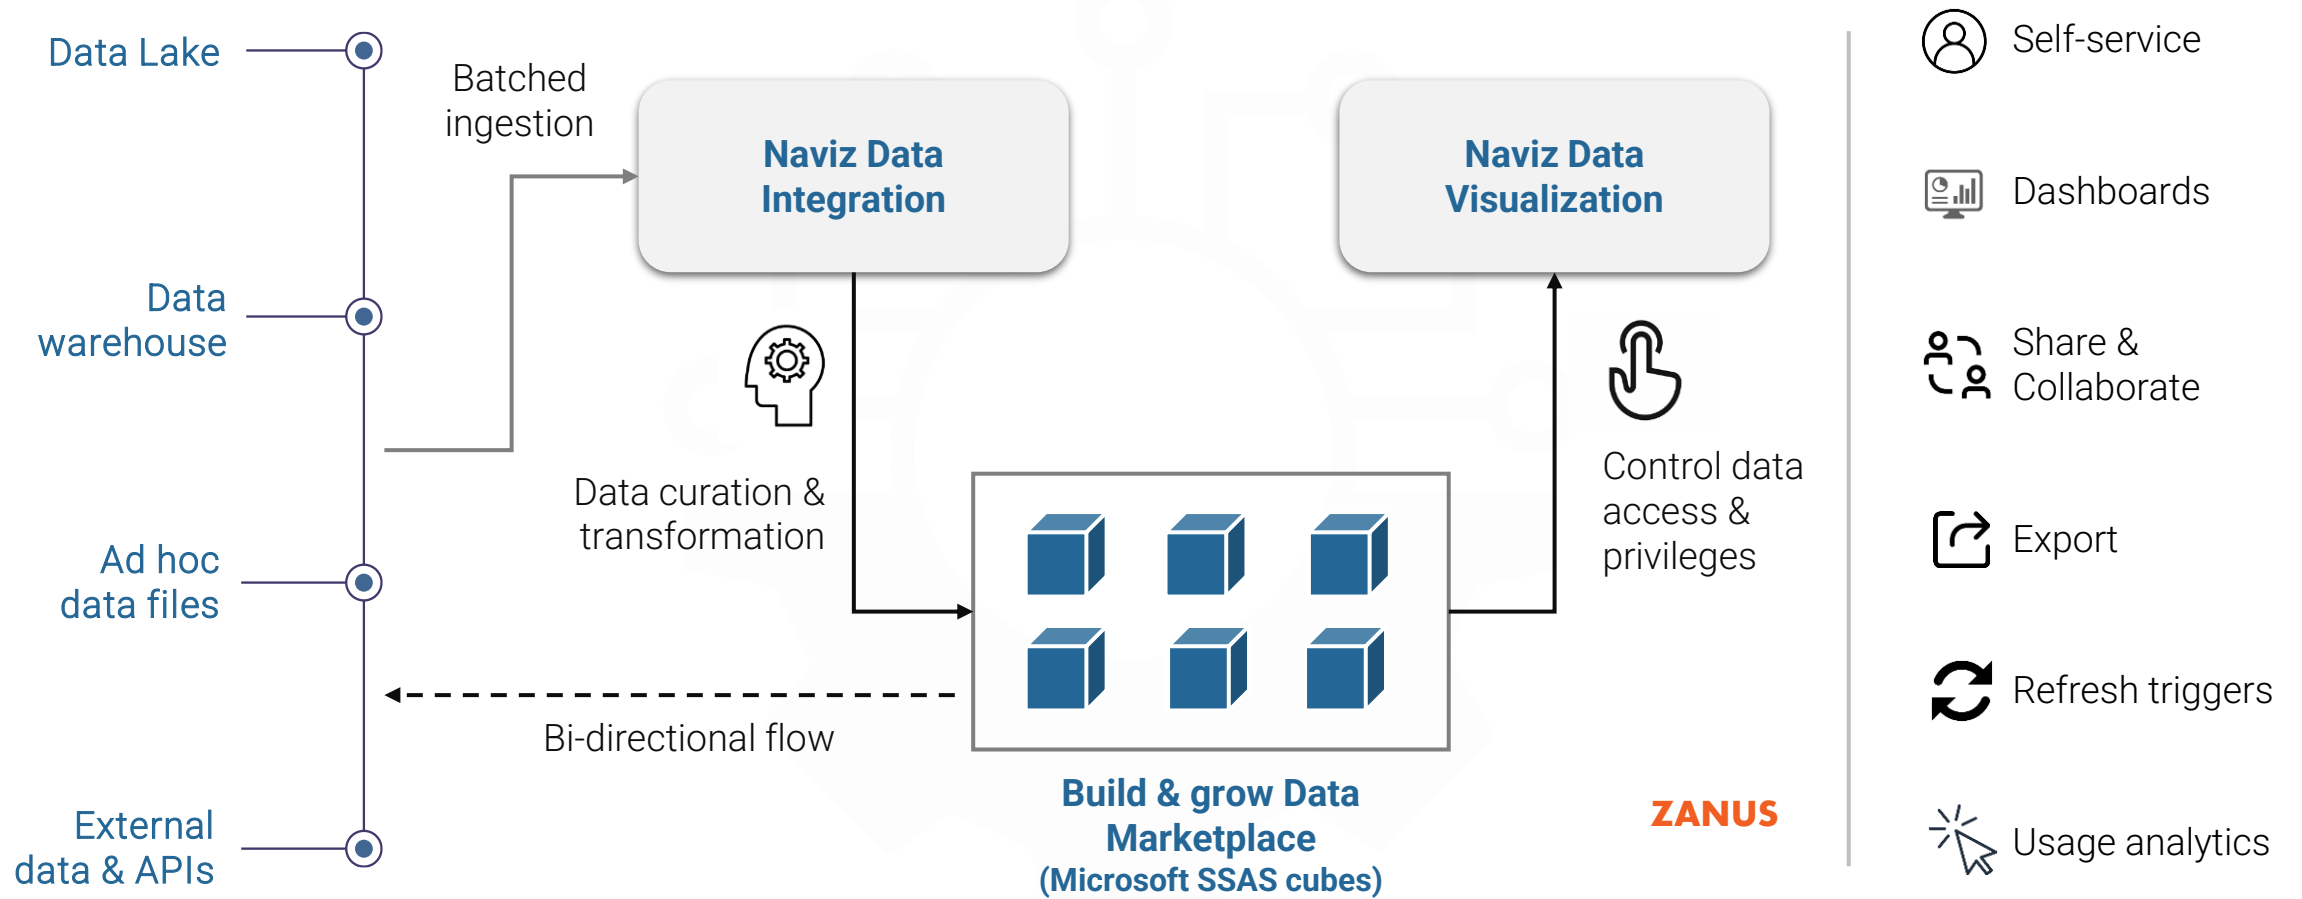 Data Lake
Data
warehouse
Ad hoc
data files
External
data & APIs
Batched
ingestion
Naviz Data
Integration
Data curation &
transformation
Bi-directional flow
Build & grow Data
Marketplace
(Microsoft SSAS cubes)
Naviz Data
Visualization
Control data
access &
privileges
ZANUS
Self-service
Dashboards
Share &
Collaborate
Export
Refresh triggers
Usage analytics